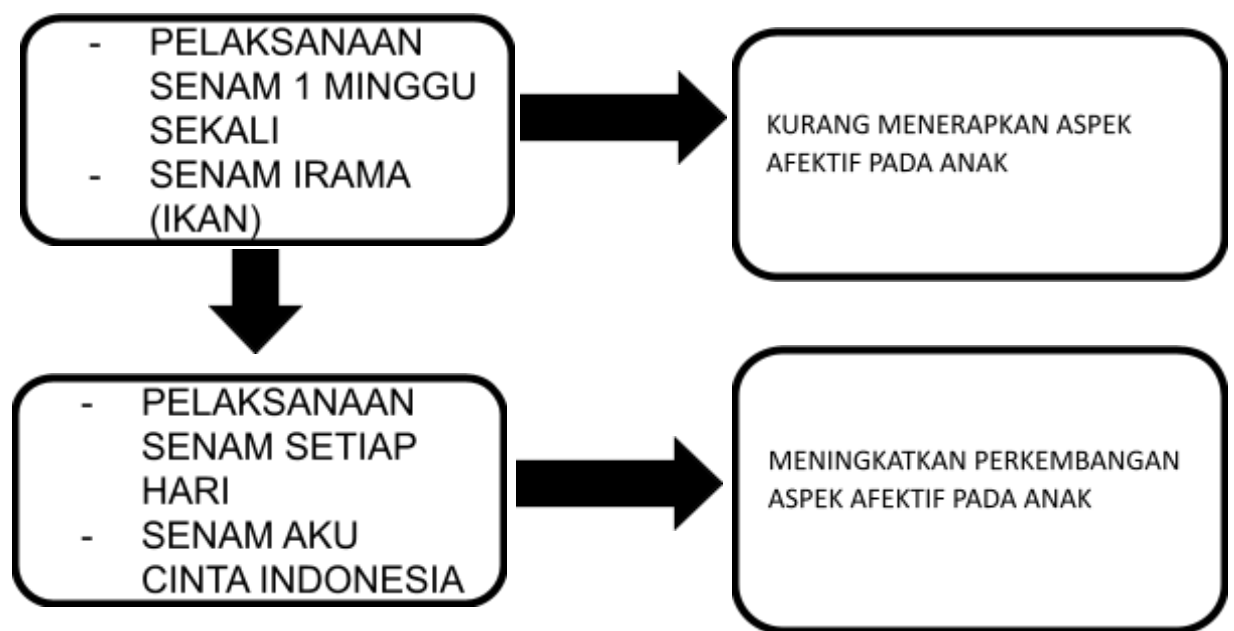 - PELAKSANAAN
SENAM 1 MINGGU
SEKALI
- SENAM IRAMA
(IKAN)
KURANG MENERAPKAN ASPEK
AFEKTIF PADA ANAK
- PELAKSANAAN
SENAM SETIAP
HARI
- SENAM AKU
CINTA INDONESIA
MENINGKATKAN PERKEMBANGAN
ASPEK AFEKTIF PADA ANAK